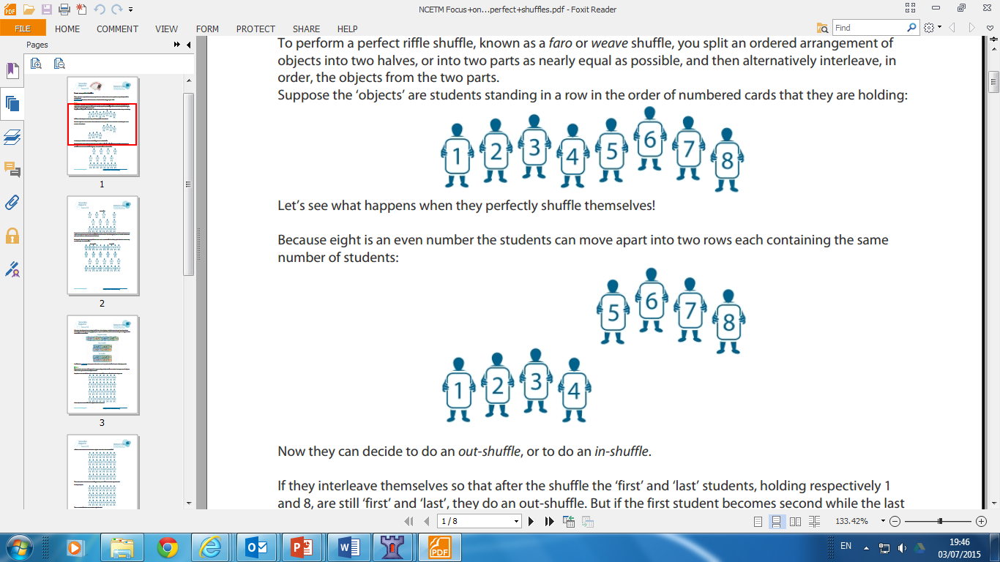 NCETM Focus+on...perfect+shuffles.pdf - Foxit Reader
FILE HOME COMMENT VIEW FORM PROTECT SHARE HELP
Find
Pages
To perform a perfect riffle shuffle, known as a faro or weave shuffle, you split an ordered arrangement of
objects into two halves, or into two parts as nearly equal as possible, and then alternatively interleave, in
order, the objects from the two parts.
Suppose the ‘objects’ are students standing in a row in the order of numbered cards that they are holding:
1 2 3 4 5 6 7 8
Let’s see what happens when they perfectly shuffle themselves!
Because eight is an even number the students can move apart into two rows each containing the same
number of students:
5 6 7 8
1 2 3 4
Now they can decide to do an out-shuffle, or to do an in-shuffle.
If they interleave themselves so that after the shuffle the ‘first’ and ‘last’ students, holding respectively 1
and 8, are still ‘first’ and ‘last’, they do an out-shuffle. But if the first student becomes second while the last
1
2
3
1 / 8
133.42%
PDF
EN
19:46
03/07/2015